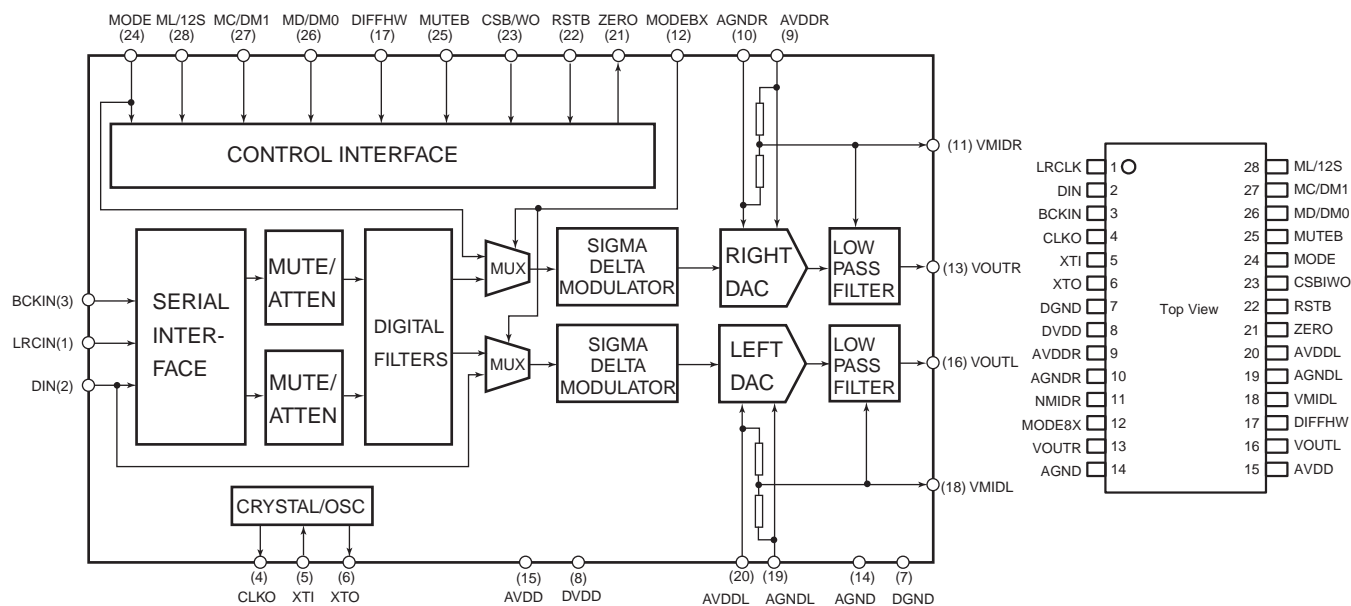 MODE ML/12S MC/DM1 MD/DM0 DIFFHW MUTEB CSB/WO RSTB ZERO MODEBX AGNDR AVDDR
(24) (28) (27) (26) (17) (25) (23) (22) (21) (12) (10) (9)
CONTROL INTERFACE
(11) VMIDR
BCKIN(3)
LRCIN(1)
DIN(2)
SERIAL
INTER-
FACE
MUTE/
ATTEN
MUTE/
ATTEN
DIGITAL
FILTERS
MUX
MUX
SIGMA
DELTA
MODULATOR
SIGMA
DELTA
MODULATOR
RIGHT
DAC
LEFT
DAC
LOW
PASS
FILTER
LOW
PASS
FILTER
(13) VOUTR
(16) VOUTL
(18) VMIDL
CRYSTAL/OSC
(4) (5) (6) (15) (8) (20) (19) (14) (7)
CLKO XTI XTO AVDD DVDD AVDDL AGNDL AGND DGND
LRCLK 1 28 ML/12S
DIN 2 27 MC/DM1
BCKIN 3 26 MD/DM0
CLKO 4 25 MUTEB
XTI 5 24 MODE
XTO 6 23 CSBIWO
DGND 7 22 RSTB
Top View
DVDD 8 21 ZERO
AVDDR 9 20 AVDDL
AGNDR 10 19 AGNDL
NMIDR 11 18 VMIDL
MODE8X 12 17 DIFFHW
VOUTR 13 16 VOUTL
AGND 14 15 AVDD